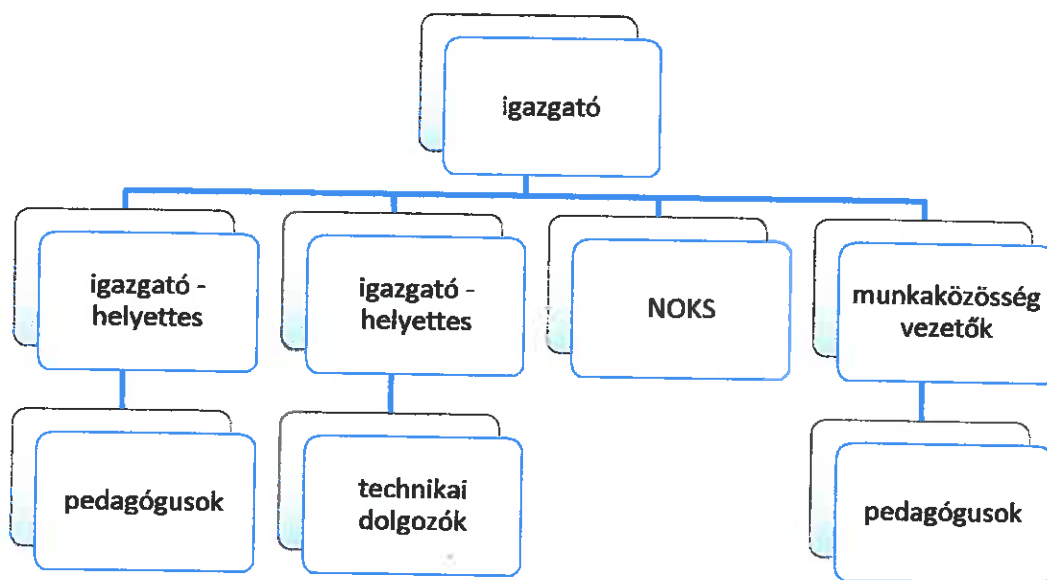 igazgató
igazgató -
helyettes
igazgató -
helyettes
NOKS
munkaközösség
vezetők
pedagógusok
technikai
dolgozók
pedagógusok